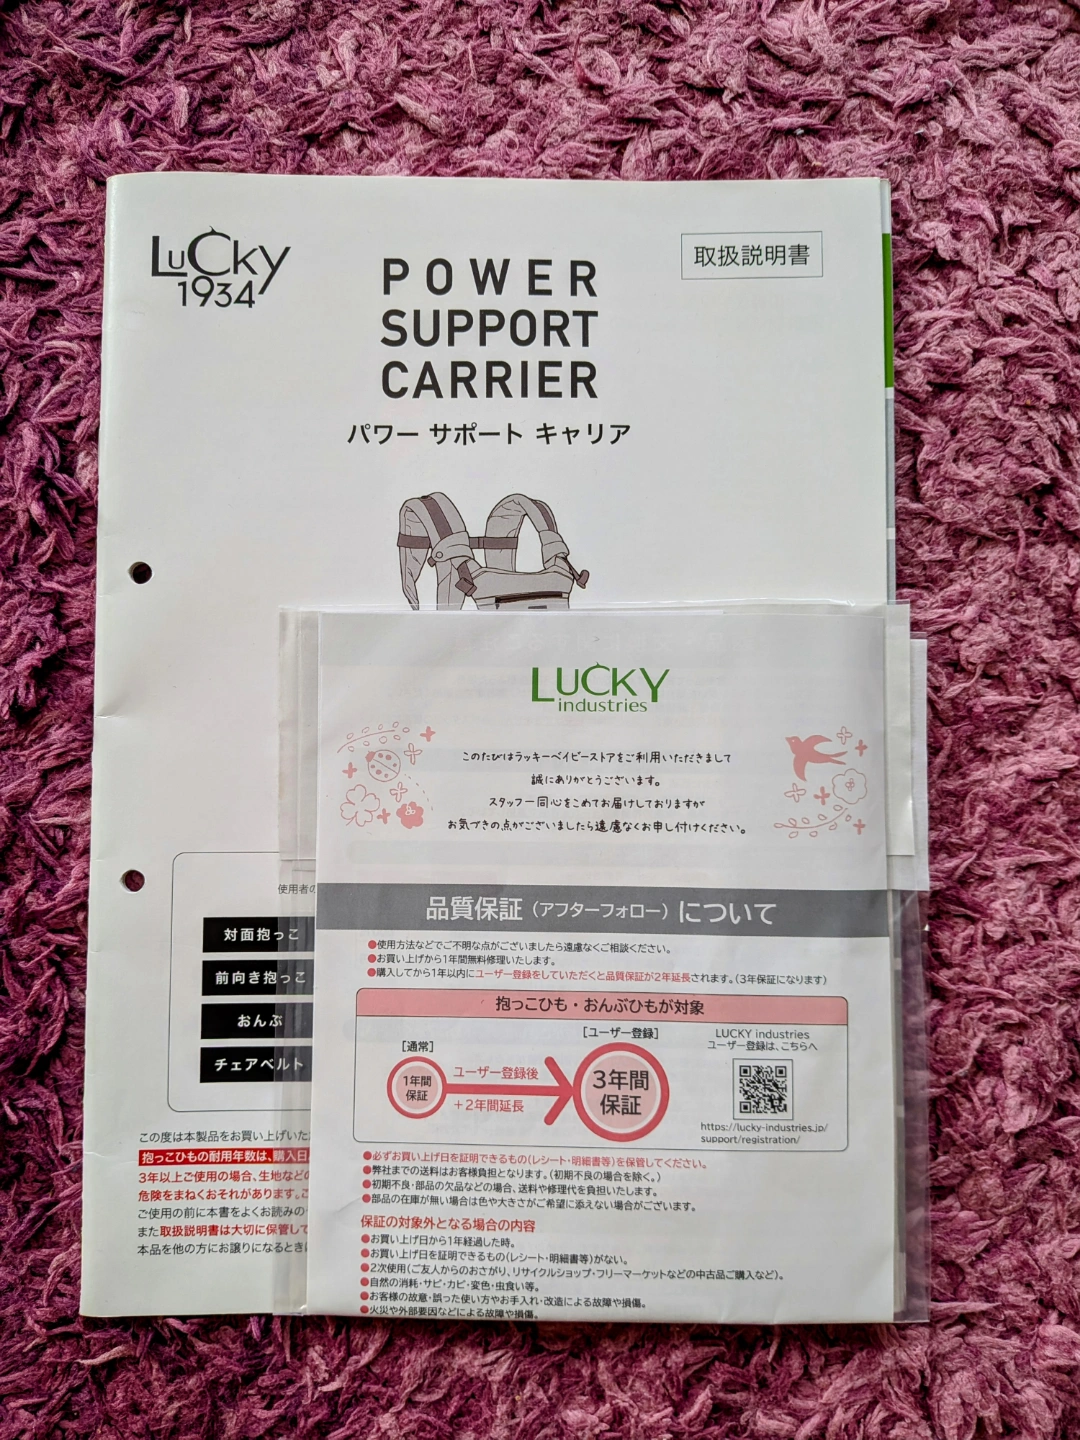 LUCKY
1934
POWER
SUPPORT
CARRIER
パワー サポート キャリア
取扱説明書
使用者の
対面抱っこ
前向き抱っこ
おんぶ
チェアベルト
この度は本製品をお買い上げいた
抱っこひもの耐用年数は、購入日
3年以上ご使用の場合、生地などの
危険をまねくおそれがあります。こ
ご使用の前に本書をよくお読みの
また取扱説明書は大切に保管して
本品を他の方にお譲りになるときに
LUCKY
industries
このたびはラッキーベイビーストアをご利用いただきまして
誠にありがとうございます。
スタッフ一同心をこめてお届けしておりますが
お気づきの点がございましたら遠慮なくお申し付けください。
品質保証（アフターフォロー）について
●使用方法などでご不明な点がございましたら遠慮なくご相談ください。
●お買い上げから1年間無料修理いたします。
●購入してから1年以内にユーザー登録をしていただくと品質保証が2年延長されます。(3年保証になります)
抱っこひも・おんぶひもが対象
［通常］
1年間
保証
ユーザー登録後
+2年間延長
［ユーザー登録］
3年間
保証
LUCKY industries
ユーザー登録は、こちらへ
https://lucky-industries.jp/
support/registration/
●必ずお買い上げ日を証明できるもの(レシート・明細書等)を保管してください。
●弊社までの送料はお客様負担となります。(初期不良の場合を除く。)
●初期不良・部品の欠品などの場合、送料や修理代を負担いたします。
●部品の在庫が無い場合は色や大きさがご希望に添えない場合がございます。
保証の対象外となる場合の内容
●お買い上げ日から1年経過した時。
●お買い上げ日を証明できるもの(レシート・明細書等)がない。
●2次使用(ご友人からのおさがり、リサイクルショップ・フリーマーケットなどの中古品ご購入など)。
●自然の消耗・サビ・カビ・変色・虫食い等。
●お客様の故意・誤った使い方やお手入れ・改造による故障や損傷。
●火災や外部要因などによる故障や損傷。